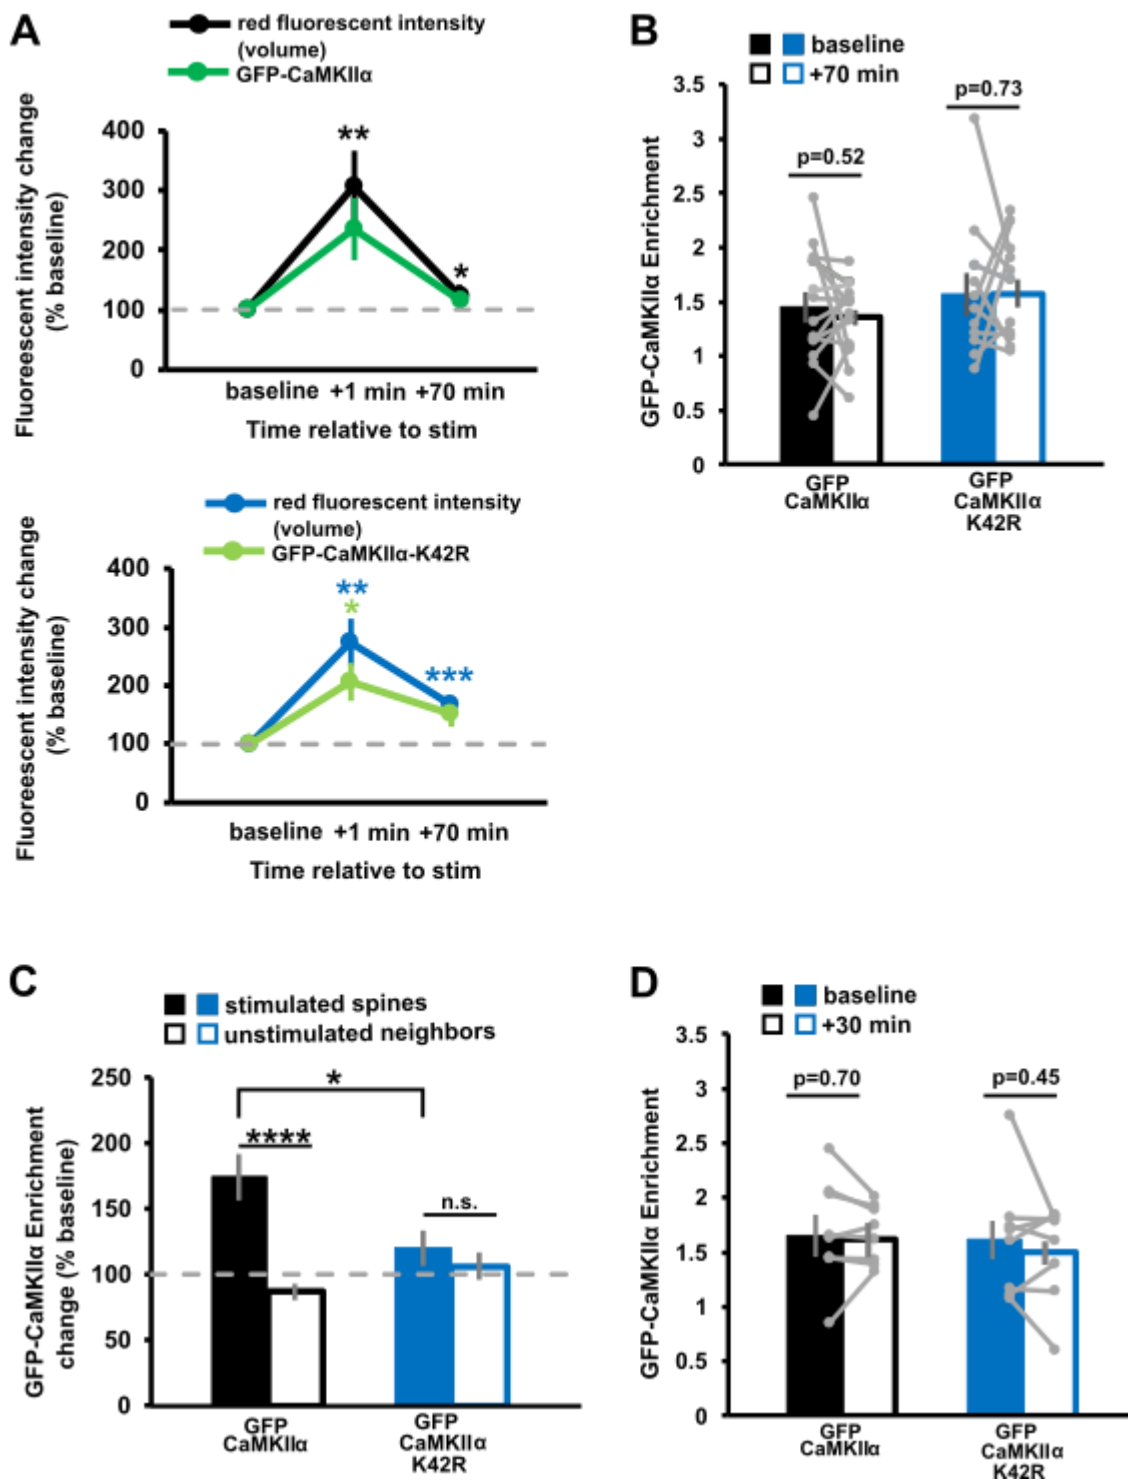 A
red fluorescent intensity
(volume)
GFP-CaMKIIα
Fluorescent intensity change
(% baseline)
400
**
300
200
*
100
0
baseline +1 min +70 min
Time relative to stim
B
baseline
+70 min
GFP-CaMKIIα Enrichment
3.5
p=0.73
3
p=0.52
2.5
2
1.5
1
0.5
0
GFP
CaMKIIα
GFP
CaMKIIα
K42R
red fluorescent intensity
(volume)
GFP-CaMKIIα-K42R
Fluoreescent intensity change
(% baseline)
400
**
*
300
***
200
100
0
baseline +1 min +70 min
Time relative to stim
C
stimulated spines
unstimulated neighbors
GFP-CaMKIIα Enrichment
change (% baseline)
250
*
200
****
150
n.s.
100
50
0
GFP
CaMKIIα
GFP
CaMKIIα
K42R
D
baseline
+30 min
GFP-CaMKIIα Enrichment
3.5
p=0.70
p=0.45
3
2.5
2
1.5
1
0.5
0
GFP
CaMKIIα
GFP
CaMKIIα
K42R